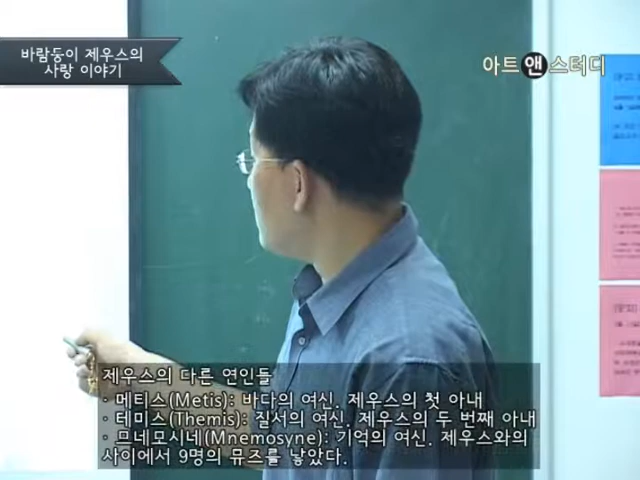 바람둥이 제우스의
사랑 이야기
아트앤스터디
제우스의 다른 연인들
· 메티스(Metis): 바다의 여신. 제우스의 첫 아내
· 테미스(Themis): 질서의 여신. 제우스의 두 번째 아내
· 므네모시네(Mnemosyne): 기억의 여신. 제우스와의
사이에서 9명의 뮤즈를 낳았다.